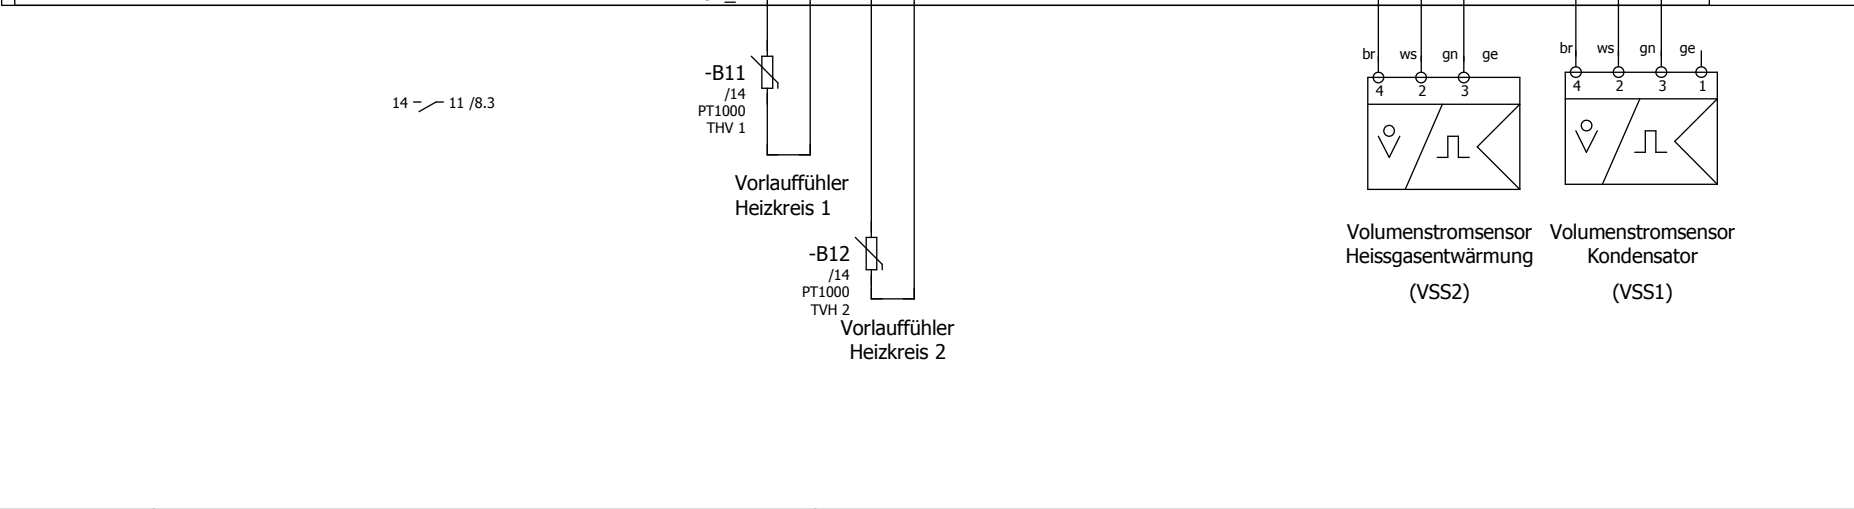 14 11 /8.3
-B11
/14
PT1000
THV 1
Vorlauffühler
Heizkreis 1
-B12
/14
PT1000
TVH 2
Vorlauffühler
Heizkreis 2
br ws gn ge
4 2 3
Volumenstromsensor
Heissgasentwärmung
(VSS2)
br ws gn ge
4 2 3 1
Volumenstromsensor
Kondensator
(VSS1)